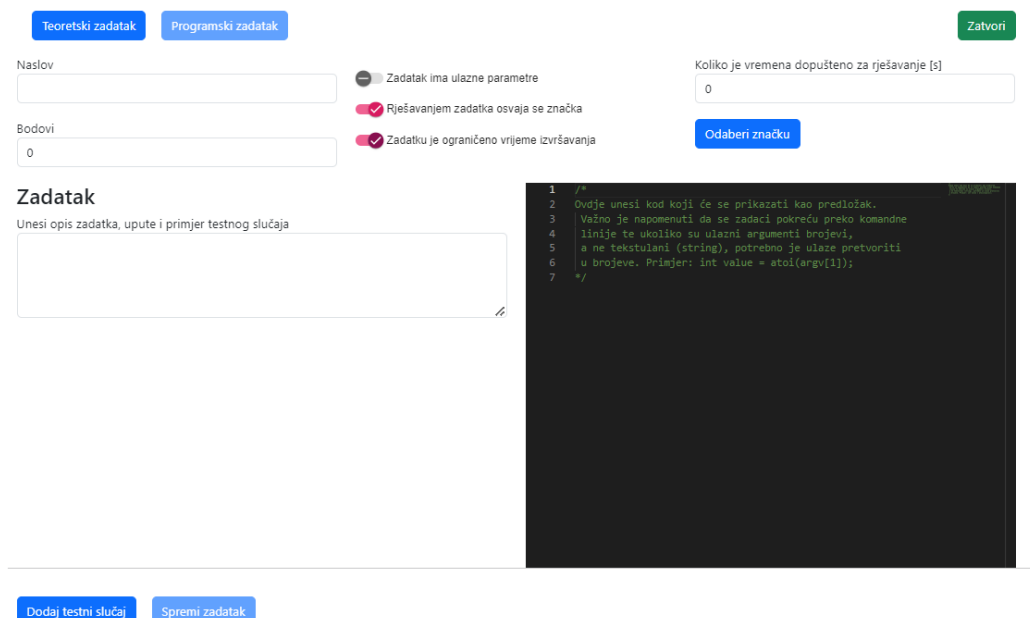 Teoretski zadatak
Programski zadatak
Zatvori
Naslov
Zadatak ima ulazne parametre
Koliko je vremena dopušteno za rješavanje [s]
0
Rješavanjem zadatka osvaja se značka
Bodovi
0
Zadatku je ograničeno vrijeme izvršavanja
Odaberi značku
Zadatak
Unesi opis zadatka, upute i primjer testnog slučaja
1 /*
2 Ovdje unesi kod koji će se prikazati kao predložak.
3 Važno je napomenuti da se zadaci pokreću preko komandne
4 linije te ukoliko su ulazni argumenti brojevi,
5 a ne tekstulani (string), potrebno je ulaze pretvoriti
6 u brojeve. Primjer: int value = atoi(argv[1]);
7 */
Dodaj testni slučaj
Spremi zadatak